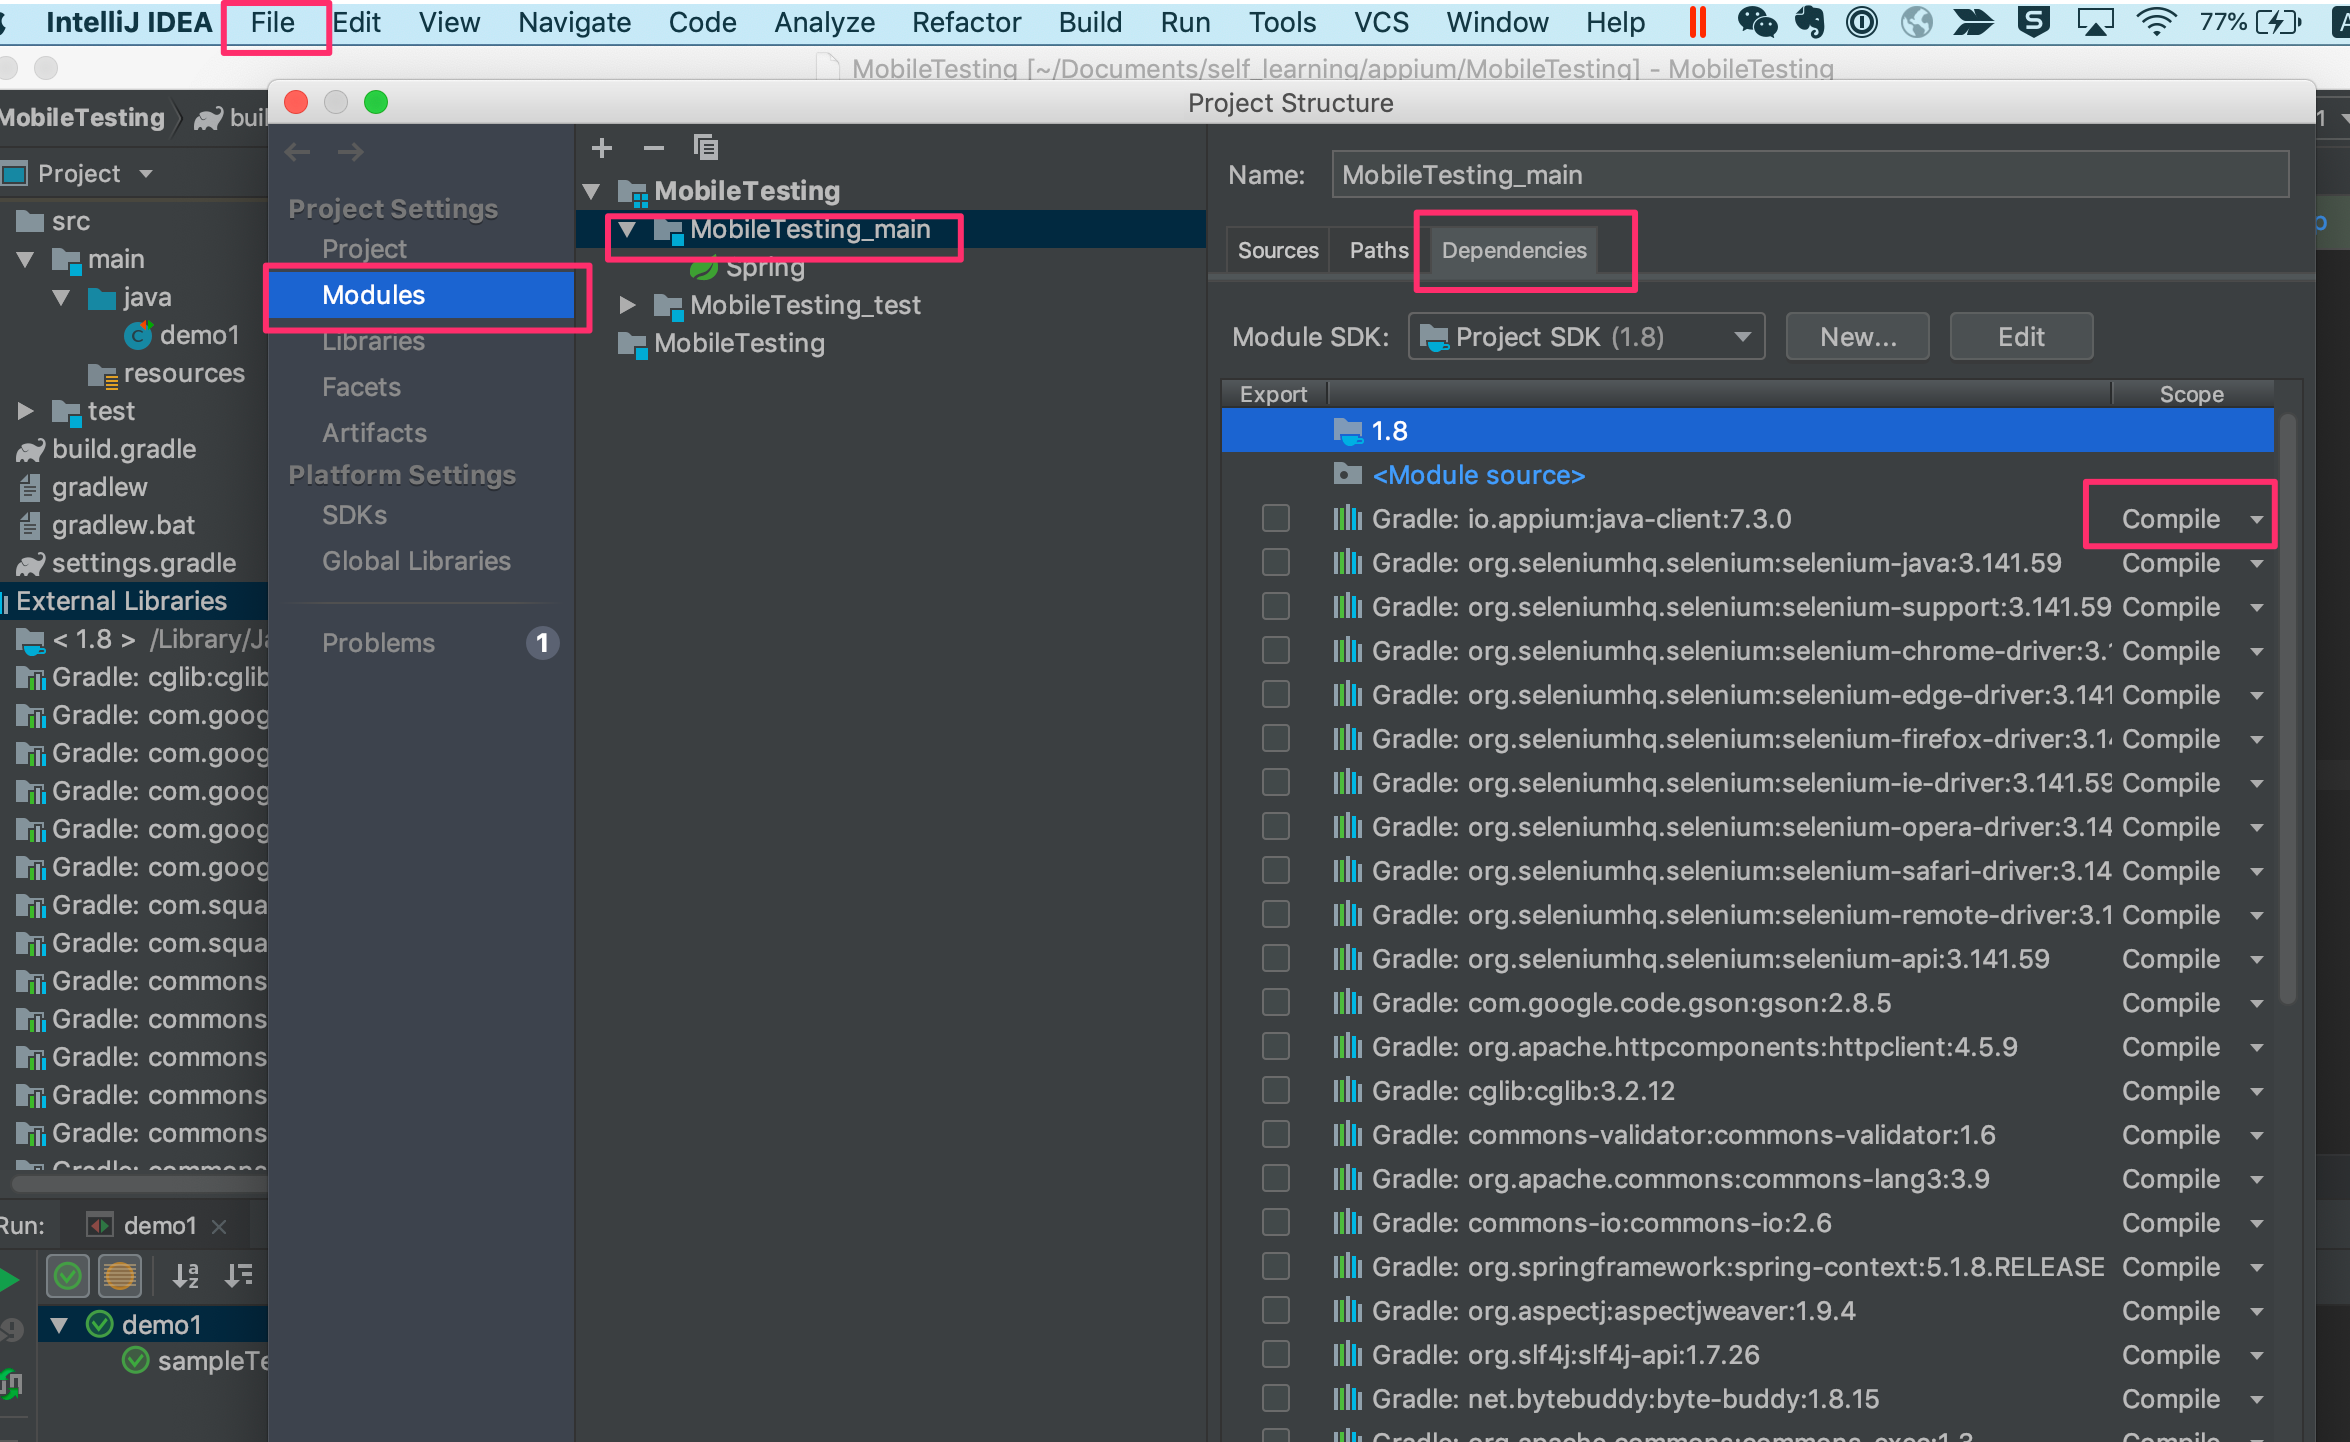 IntelliJ IDEA File Edit View Navigate Code Analyze Refactor Build Run Tools VCS Window Help 77%
MobileTesting [~/Documents/self_learning/appium/MobileTesting] - MobileTesting
Project Structure
MobileTesting
Project
src
main
java
demo1
resources
test
build.gradle
gradlew
gradlew.bat
settings.gradle
External Libraries
< 1.8 > /Library/Ja
Gradle: cglib:cglib
Gradle: com.goog
Gradle: com.goog
Gradle: com.goog
Gradle: com.goog
Gradle: com.goog
Gradle: com.squa
Gradle: com.squa
Gradle: commons
Gradle: commons
Gradle: commons
Gradle: commons
Gradle: commons
Run: demo1
demo1
sampleTe
Project Settings
Project
Modules
Libraries
Facets
Artifacts
Platform Settings
SDKs
Global Libraries
Problems 1
MobileTesting
MobileTesting_main
Spring
MobileTesting_test
MobileTesting
Name: MobileTesting_main
Sources Paths Dependencies
Module SDK: Project SDK (1.8) New... Edit
Export Scope
1.8
<Module source>
Gradle: io.appium:java-client:7.3.0 Compile
Gradle: org.seleniumhq.selenium:selenium-java:3.141.59 Compile
Gradle: org.seleniumhq.selenium:selenium-support:3.141.59 Compile
Gradle: org.seleniumhq.selenium:selenium-chrome-driver:3. Compile
Gradle: org.seleniumhq.selenium:selenium-edge-driver:3.141 Compile
Gradle: org.seleniumhq.selenium:selenium-firefox-driver:3.14 Compile
Gradle: org.seleniumhq.selenium:selenium-ie-driver:3.141.59 Compile
Gradle: org.seleniumhq.selenium:selenium-opera-driver:3.14 Compile
Gradle: org.seleniumhq.selenium:selenium-safari-driver:3.14 Compile
Gradle: org.seleniumhq.selenium:selenium-remote-driver:3.1 Compile
Gradle: org.seleniumhq.selenium:selenium-api:3.141.59 Compile
Gradle: com.google.code.gson:gson:2.8.5 Compile
Gradle: org.apache.httpcomponents:httpclient:4.5.9 Compile
Gradle: cglib:cglib:3.2.12 Compile
Gradle: commons-validator:commons-validator:1.6 Compile
Gradle: org.apache.commons:commons-lang3:3.9 Compile
Gradle: commons-io:commons-io:2.6 Compile
Gradle: org.springframework:spring-context:5.1.8.RELEASE Compile
Gradle: org.aspectj:aspectjweaver:1.9.4 Compile
Gradle: org.slf4j:slf4j-api:1.7.26 Compile
Gradle: net.bytebuddy:byte-buddy:1.8.15 Compile